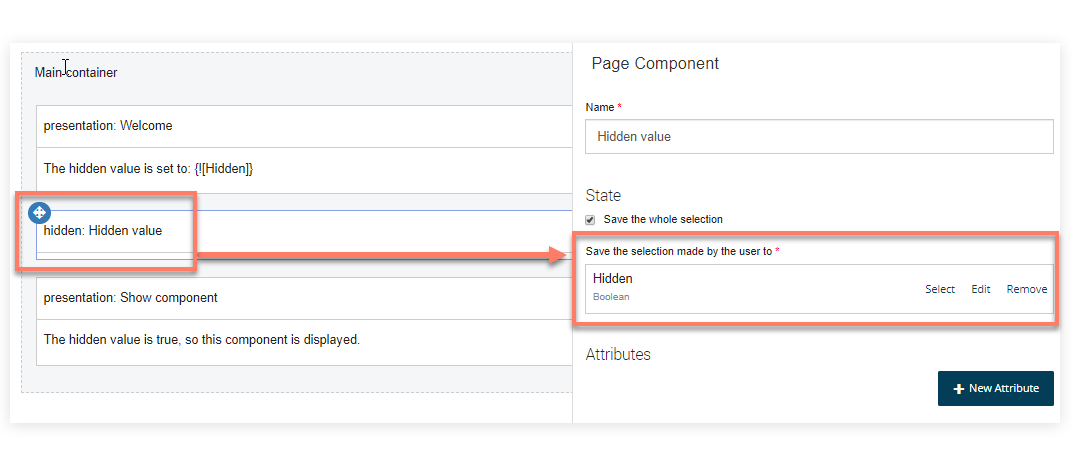 Main container
presentation: Welcome
The hidden value is set to: {![Hidden]}
hidden: Hidden value
presentation: Show component
The hidden value is true, so this component is displayed.
Page Component
Name *
Hidden value
State
Save the whole selection
Save the selection made by the user to *
Hidden
Boolean
Select Edit Remove
Attributes
+ New Attribute